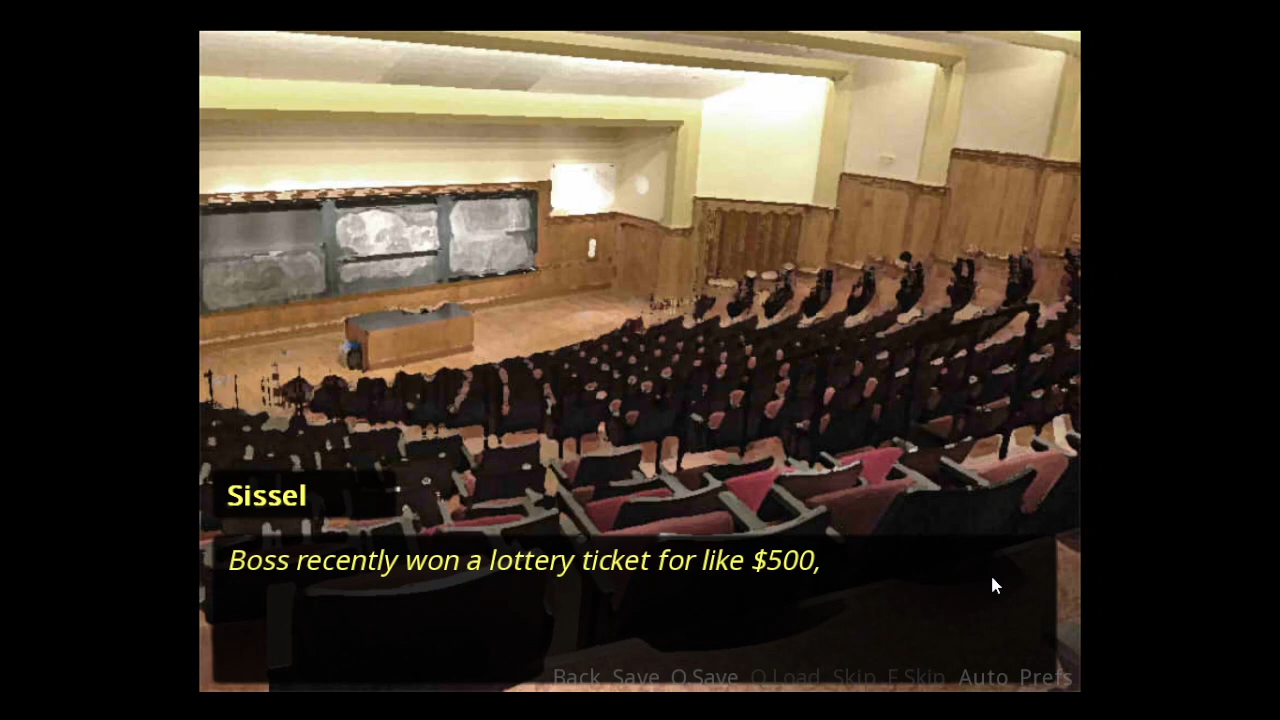 Sissel
Boss recently won a lottery ticket for like $500,
Back Save Q.Save Q.Load Skip F.Skip Auto Prefs